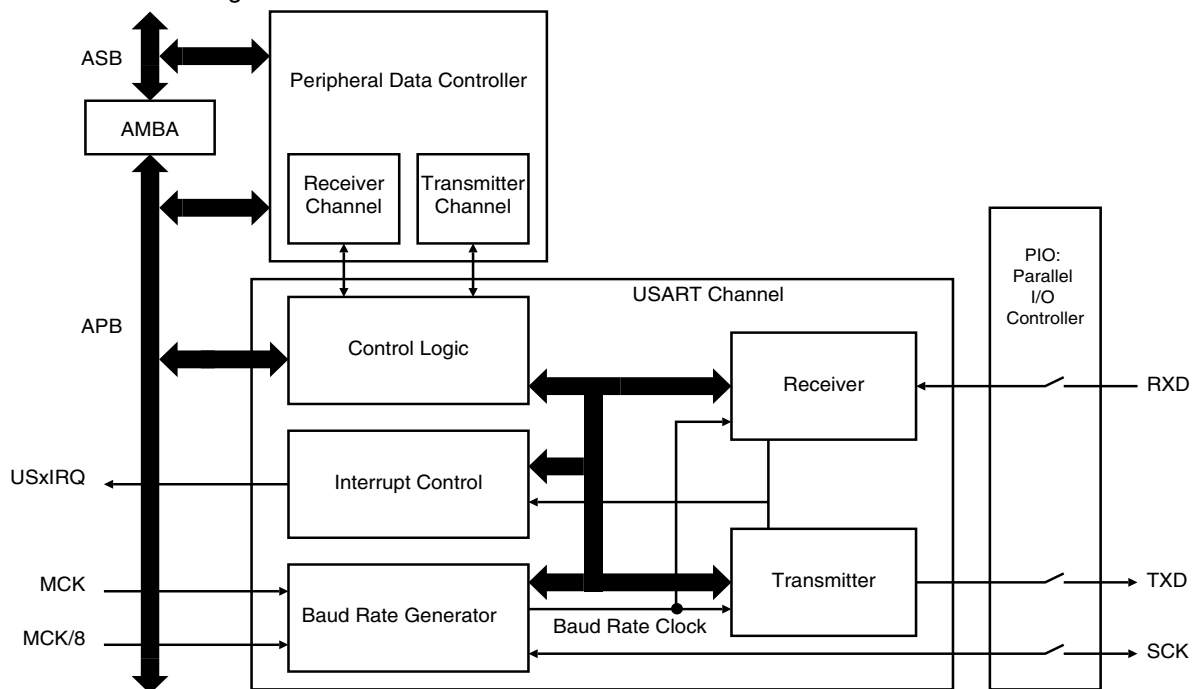 ASB
Peripheral Data Controller
AMBA
Receiver
Channel
Transmitter
Channel
PIO:
Parallel
I/O
Controller
USART Channel
APB
Control Logic
Receiver
RXD
USxIRQ
Interrupt Control
MCK
Baud Rate Generator
Transmitter
TXD
Baud Rate Clock
MCK/8
SCK